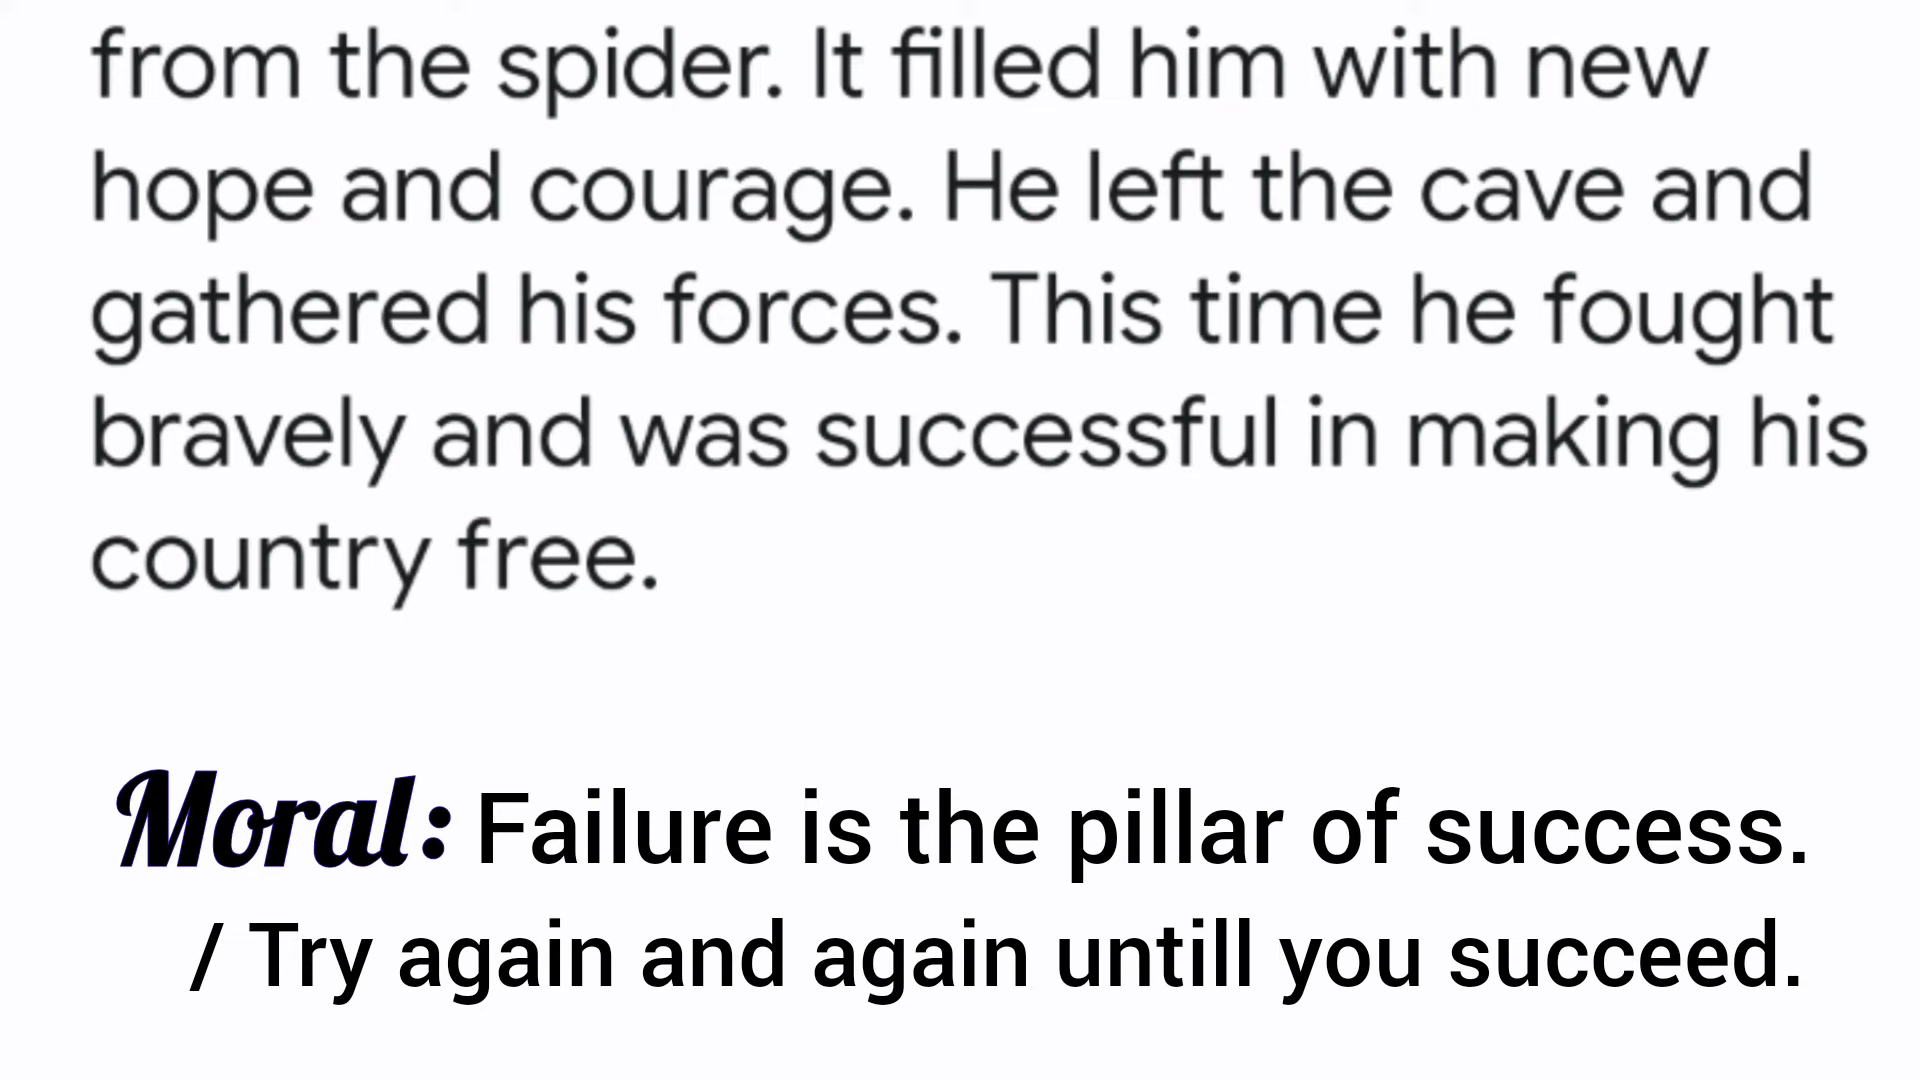 from the spider. It filled him with new
hope and courage. He left the cave and
gathered his forces. This time he fought
bravely and was successful in making his
country free.
Moral: Failure is the pillar of success.
/ Try again and again untill you succeed.